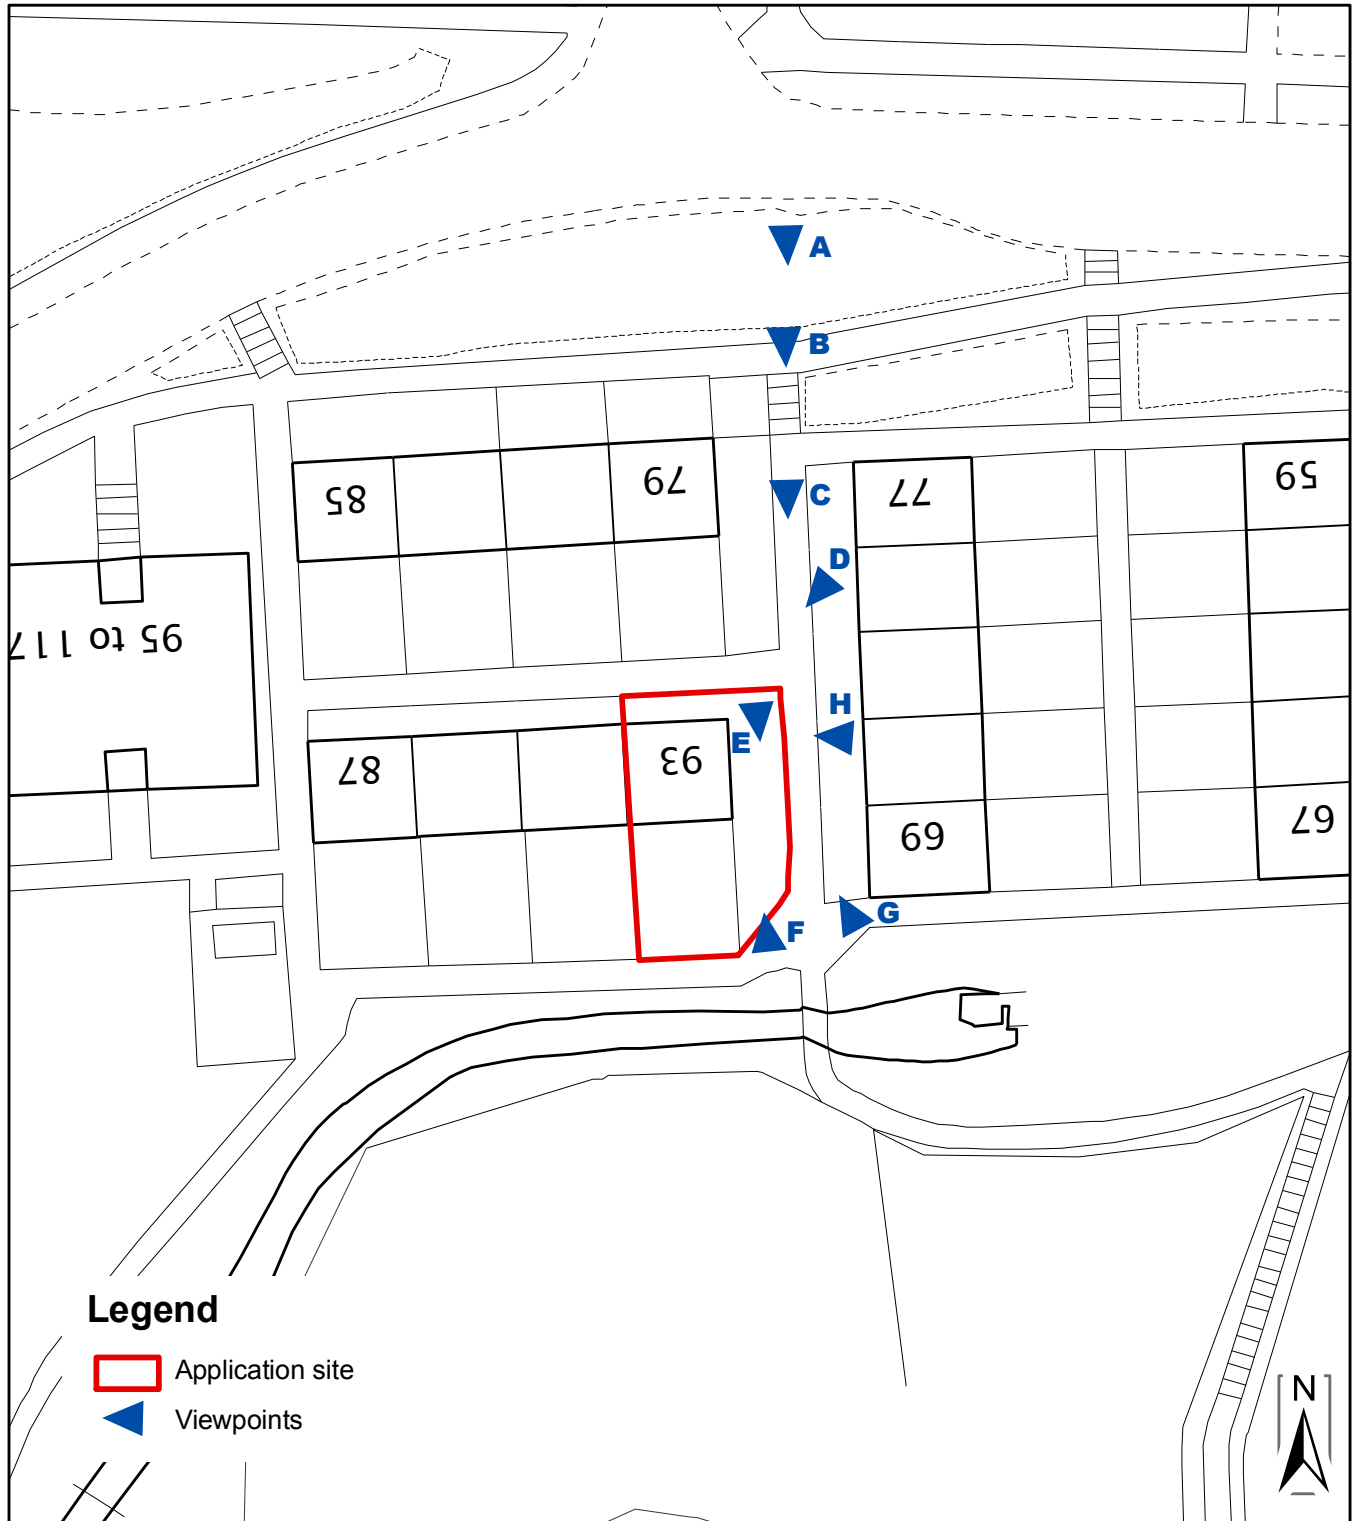 A
B
85
79
C
77
59
D
95 to 117
H
E
87
93
69
67
F
G
Legend
Application site
Viewpoints
N